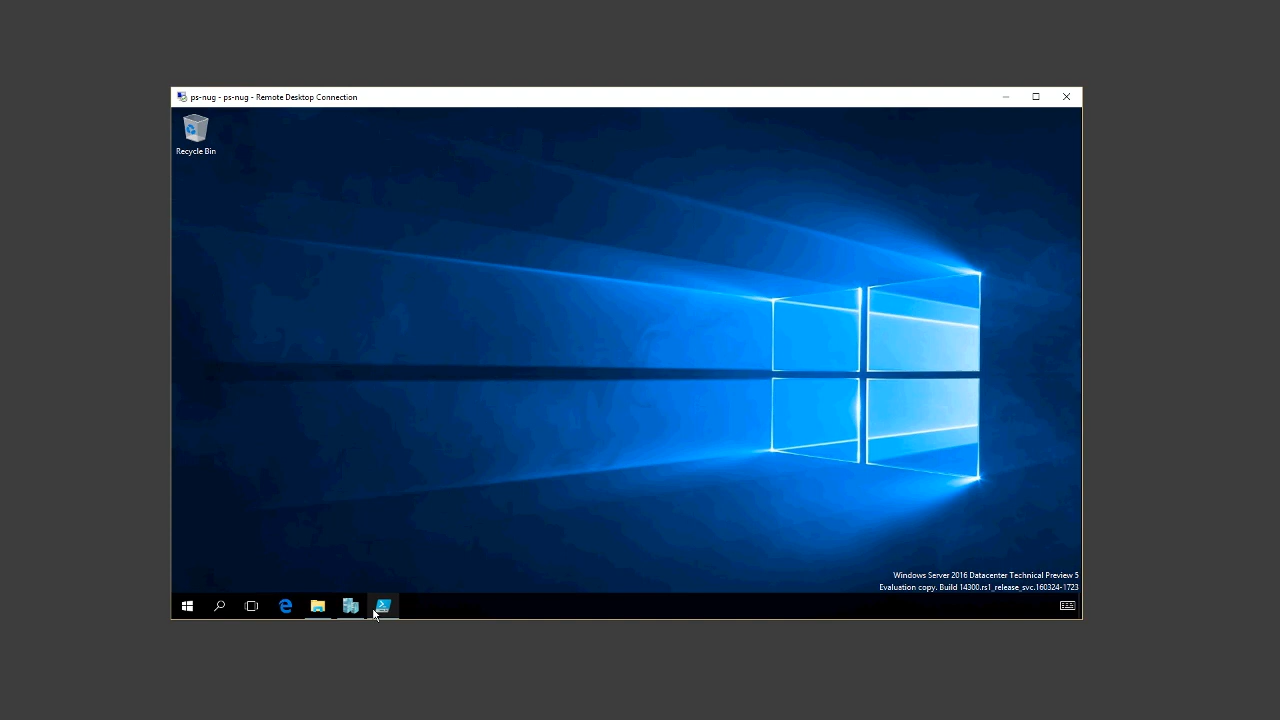 ps-nug - ps-nug - Remote Desktop Connection
Recycle Bin
Windows Server 2016 Datacenter Technical Preview 5
Evaluation copy. Build 14300.rs1_release_svc.160324-1723